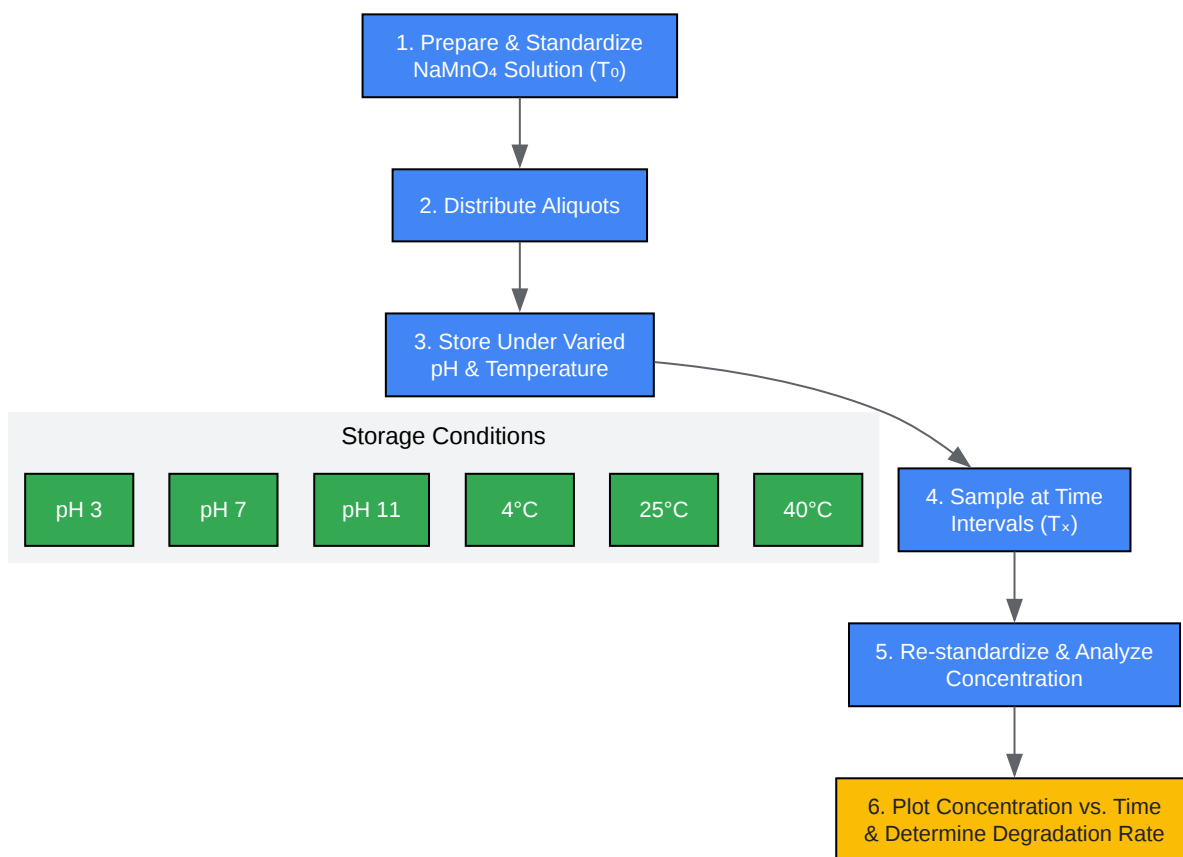 1. Prepare & Standardize
NaMnO₄ Solution (T₀)
2. Distribute Aliquots
3. Store Under Varied
pH & Temperature
Storage Conditions
pH 3
pH 7
pH 11
4°C
25°C
40°C
4. Sample at Time
Intervals (Tₓ)
5. Re-standardize & Analyze
Concentration
6. Plot Concentration vs. Time
& Determine Degradation Rate